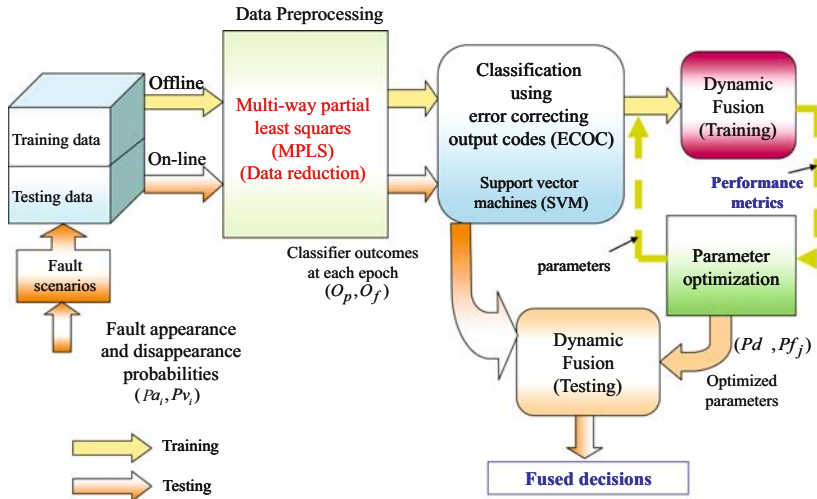 Data Preprocessing
Offline
Training data
On-line
Testing data
Multi-way partial
least squares
(MPLS)
(Data reduction)
Classification
using
error correcting
output codes (ECOC)
Support vector
machines (SVM)
Dynamic
Fusion
(Training)
Performance
metrics
parameters
Parameter
optimization
Fault
scenarios
Classifier outcomes
at each epoch
(O_p, O_f)
Fault appearance
and disappearance
probabilities
(Pa_i, Pv_i)
Dynamic
Fusion
(Testing)
(Pd , Pf_j)
Optimized
parameters
Training
Testing
Fused decisions